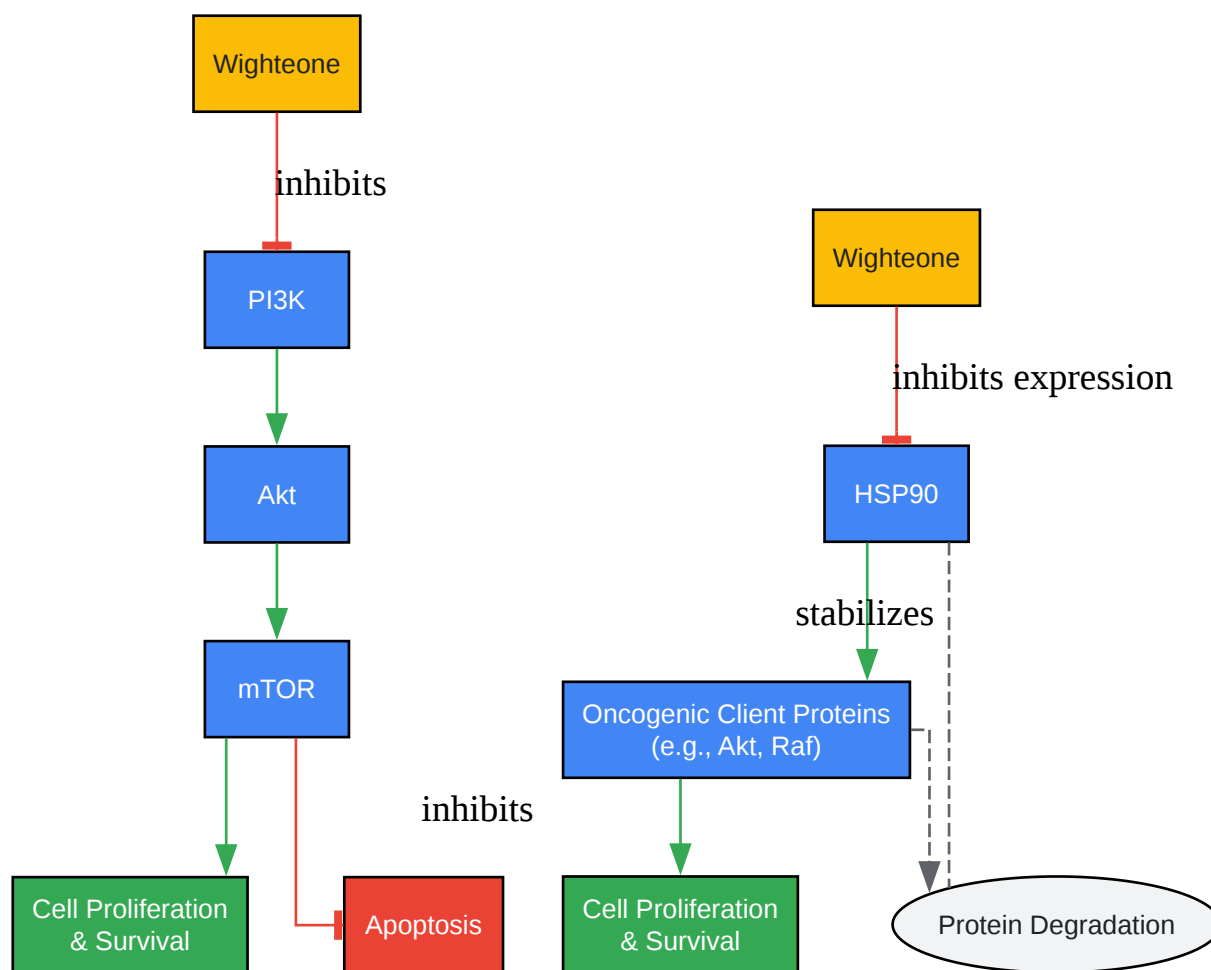 Wighteone
inhibits
PI3K
Akt
mTOR
Cell Proliferation
& Survival
inhibits
Apoptosis
Wighteone
inhibits expression
HSP90
stabilizes
Oncogenic Client Proteins
(e.g., Akt, Raf)
Cell Proliferation
& Survival
Protein Degradation